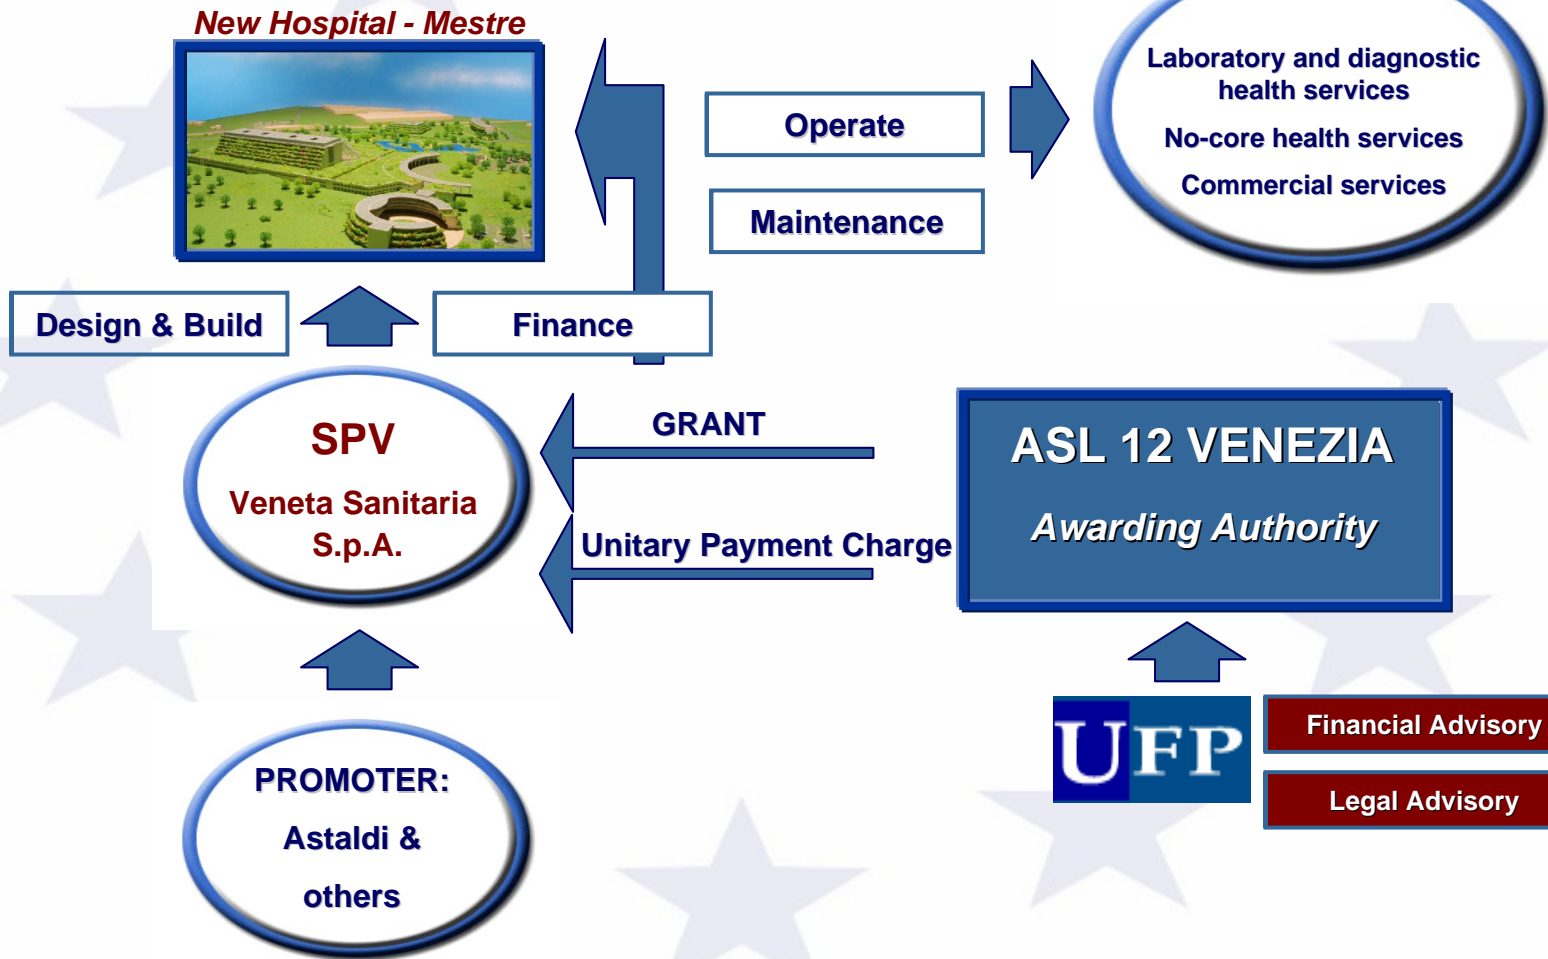 New Hospital - Mestre
Laboratory and diagnostic
health services
No-core health services
Commercial services
Operate
Maintenance
Design & Build
Finance
SPV
Veneta Sanitaria
S.p.A.
GRANT
Unitary Payment Charge
ASL 12 VENEZIA
Awarding Authority
UFP
Financial Advisory
Legal Advisory
PROMOTER:
Astaldi &
others